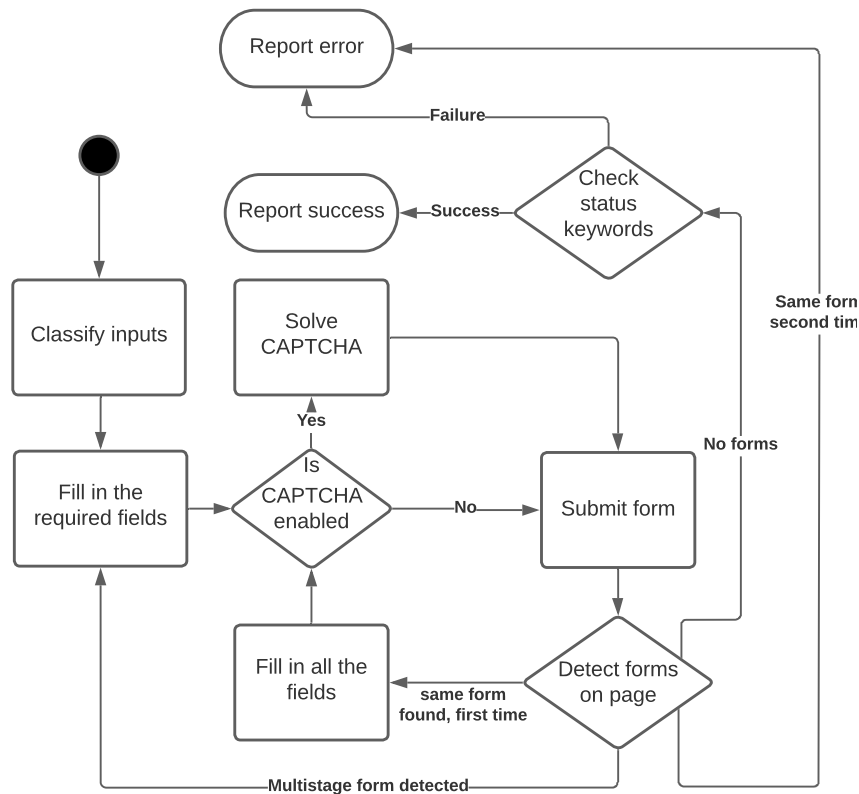 Report error
Failure
Check
status
keywords
Report success
Success
Same form
second tim
Classify inputs
Solve
CAPTCHA
Yes
No forms
Is
CAPTCHA
enabled
Fill in the
required fields
No
Submit form
Fill in all the
fields
same form
found, first time
Detect forms
on page
Multistage form detected